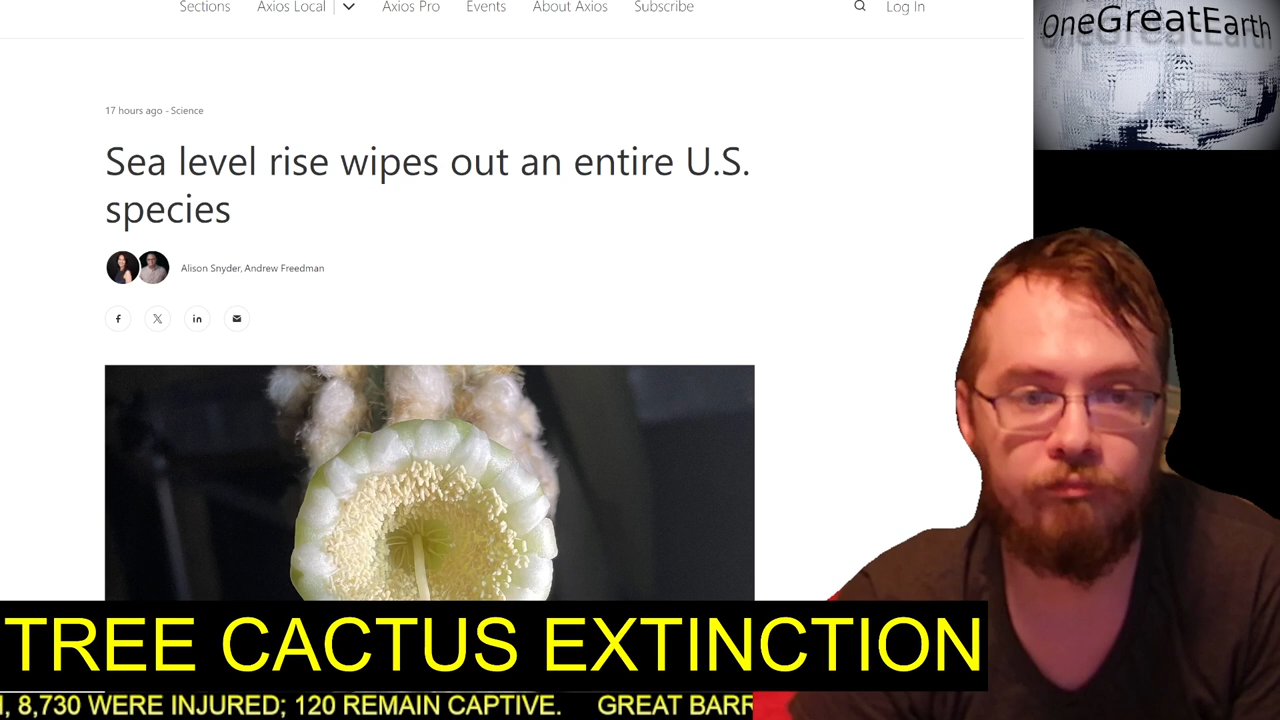 Sections Axios Local Axios Pro Events About Axios Subscribe Log In
OneGreatEarth
17 hours ago - Science
Sea level rise wipes out an entire U.S.
species
Alison Snyder, Andrew Freedman
TREE CACTUS EXTINCTION
, 8,730 WERE INJURED; 120 REMAIN CAPTIVE. GREAT BARR